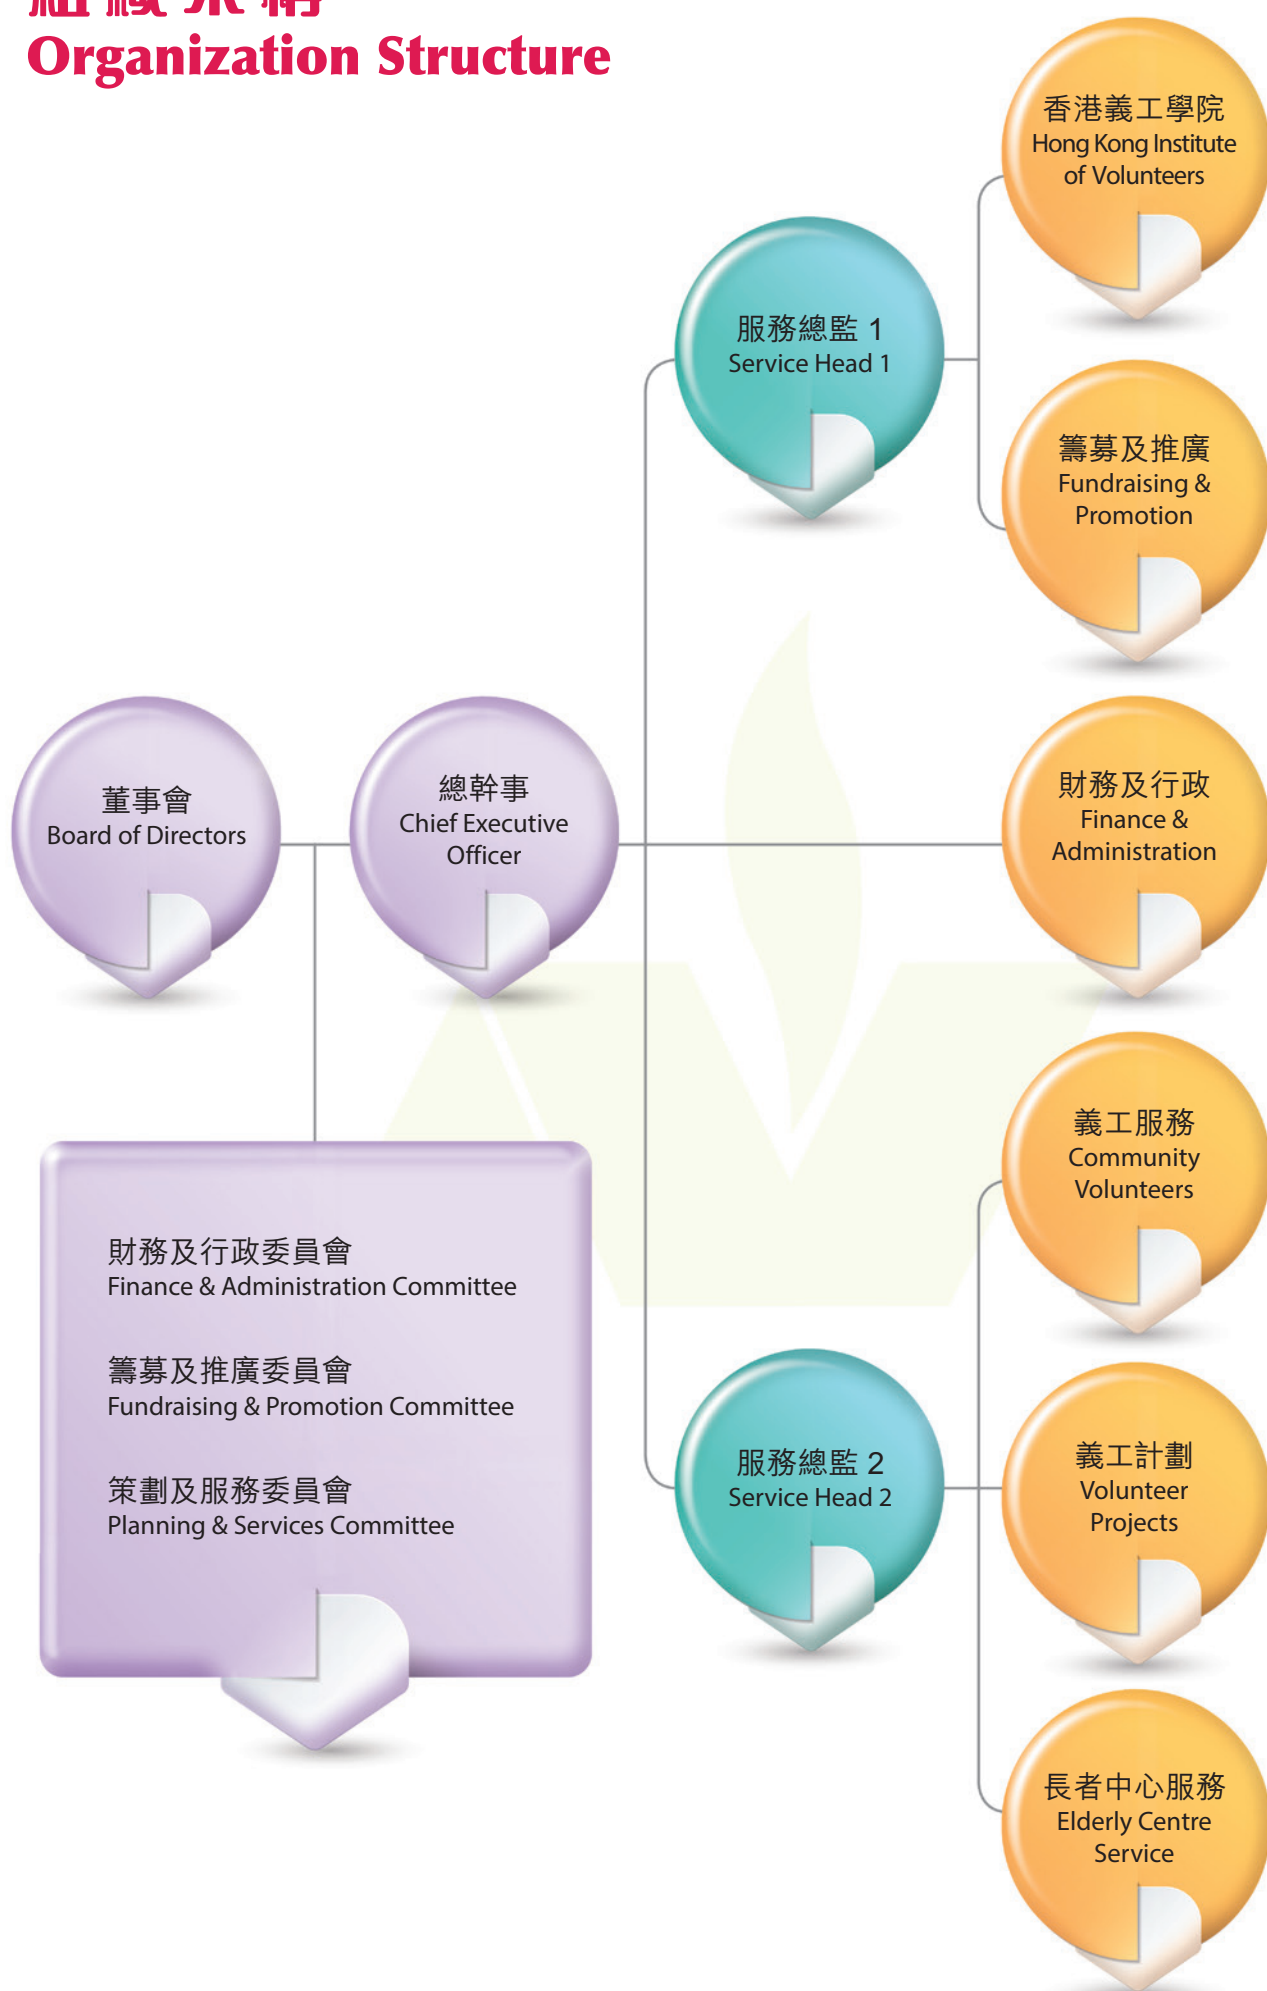 Organization Structure
香港義工學院
Hong Kong Institute
of Volunteers
服務總監 1
Service Head 1
籌募及推廣
Fundraising &
Promotion
董事會
Board of Directors
總幹事
Chief Executive
Officer
財務及行政
Finance &
Administration
義工服務
Community
Volunteers
財務及行政委員會
Finance & Administration Committee
籌募及推廣委員會
Fundraising & Promotion Committee
策劃及服務委員會
Planning & Services Committee
服務總監 2
Service Head 2
義工計劃
Volunteer
Projects
長者中心服務
Elderly Centre
Service